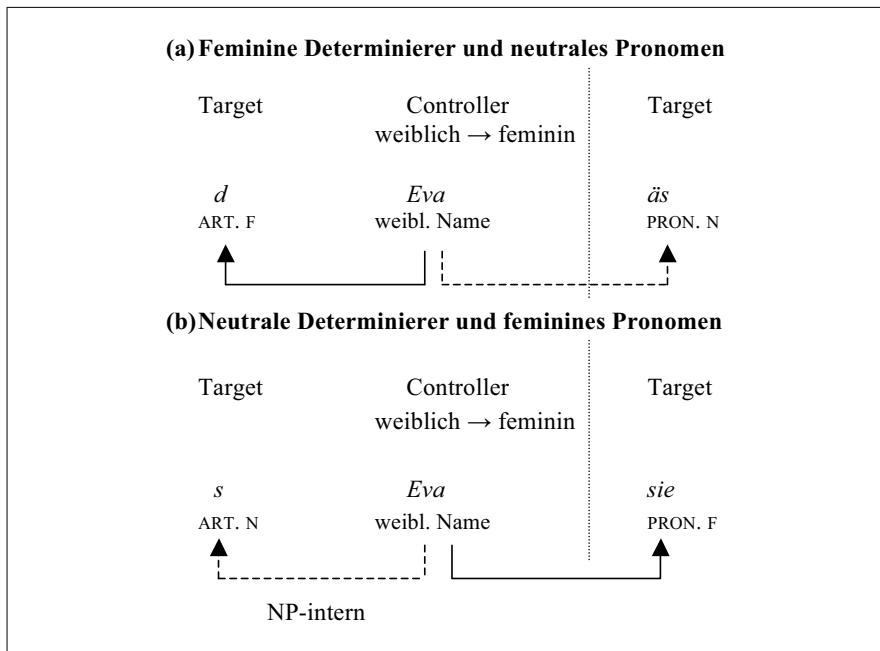 (a) Feminine Determinierer und neutrales Pronomen
Target Controller Target
weiblich → feminin
d Eva äs
ART. F weibl. Name PRON. N
(b) Neutrale Determinierer und feminines Pronomen
Target Controller Target
weiblich → feminin
s Eva sie
ART. N weibl. Name PRON. F
NP-intern